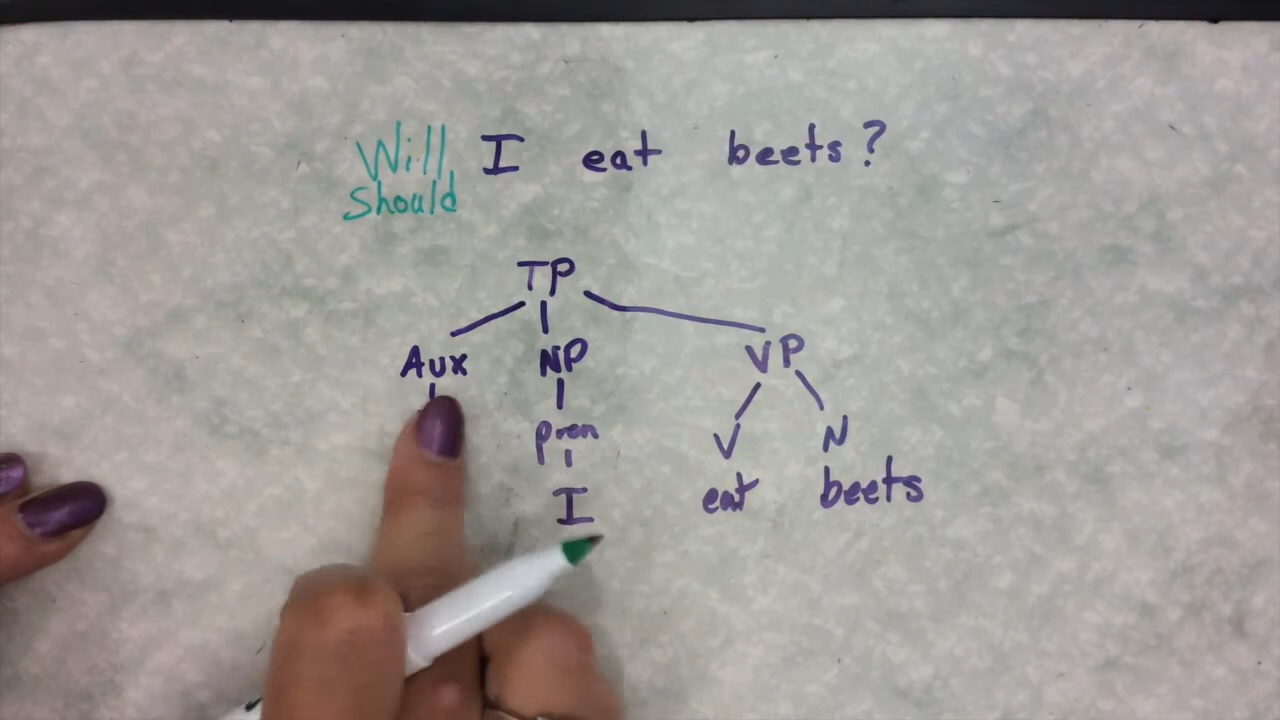 Will I eat beets?
Should
TP
Aux NP VP
pron V N
I eat beets